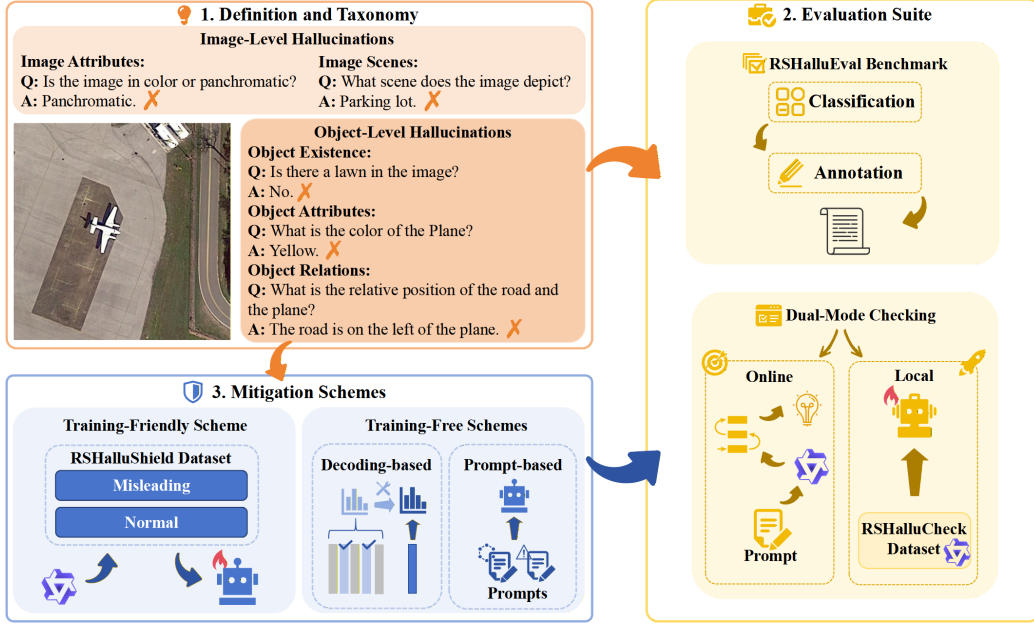 1. Definition and Taxonomy
Image-Level Hallucinations
Image Attributes:
Q: Is the image in color or panchromatic?
A: Panchromatic. ✗
Image Scenes:
Q: What scene does the image depict?
A: Parking lot. ✗
Object-Level Hallucinations
Object Existence:
Q: Is there a lawn in the image?
A: No. ✗
Object Attributes:
Q: What is the color of the Plane?
A: Yellow. ✗
Object Relations:
Q: What is the relative position of the road and
the plane?
A: The road is on the left of the plane. ✗
2. Evaluation Suite
RSHalluEval Benchmark
Classification
Annotation
Dual-Mode Checking
Online
Prompt
Local
RSHalluCheck
Dataset
3. Mitigation Schemes
Training-Friendly Scheme
RSHalluShield Dataset
Misleading
Normal
Training-Free Schemes
Decoding-based
Prompt-based
Prompts